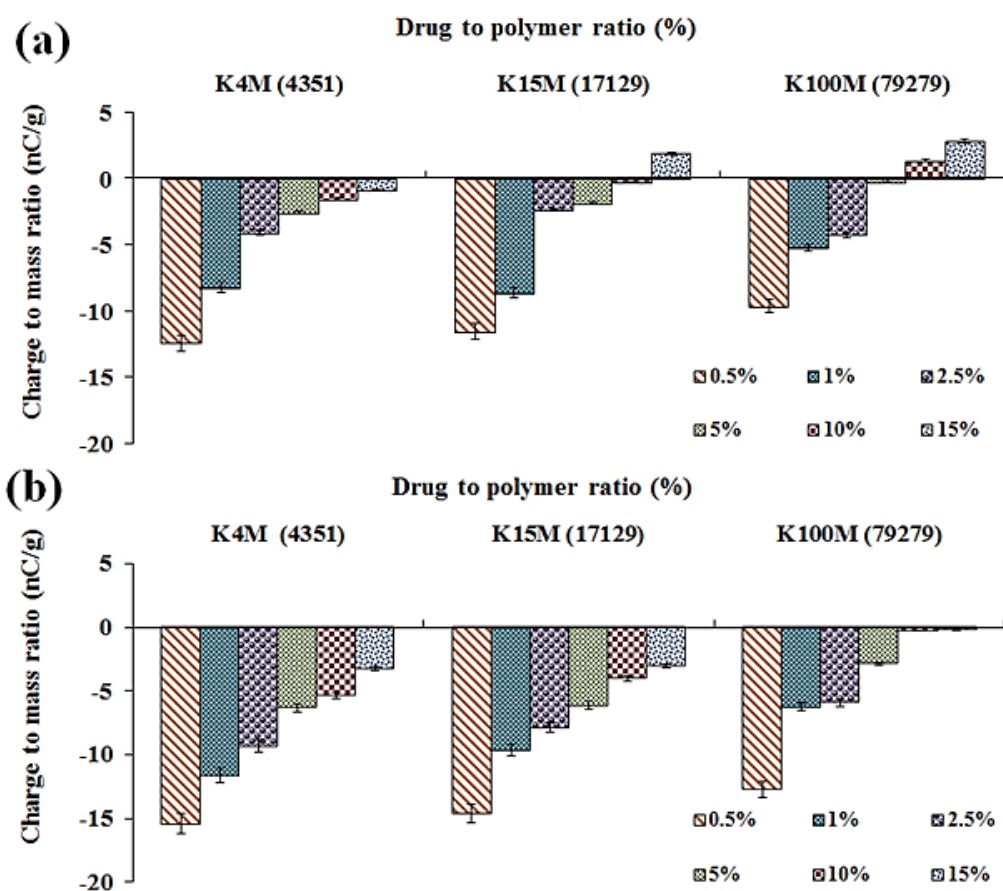 (a)
Drug to polymer ratio (%)
K4M (4351) K15M (17129) K100M (79279)
Charge to mass ratio (nC/g)
5
0
-5
-10
-15
-20
0.5% 1% 2.5%
5% 10% 15%
(b)
Drug to polymer ratio (%)
K4M (4351) K15M (17129) K100M (79279)
Charge to mass ratio (nC/g)
5
0
-5
-10
-15
-20
0.5% 1% 2.5%
5% 10% 15%